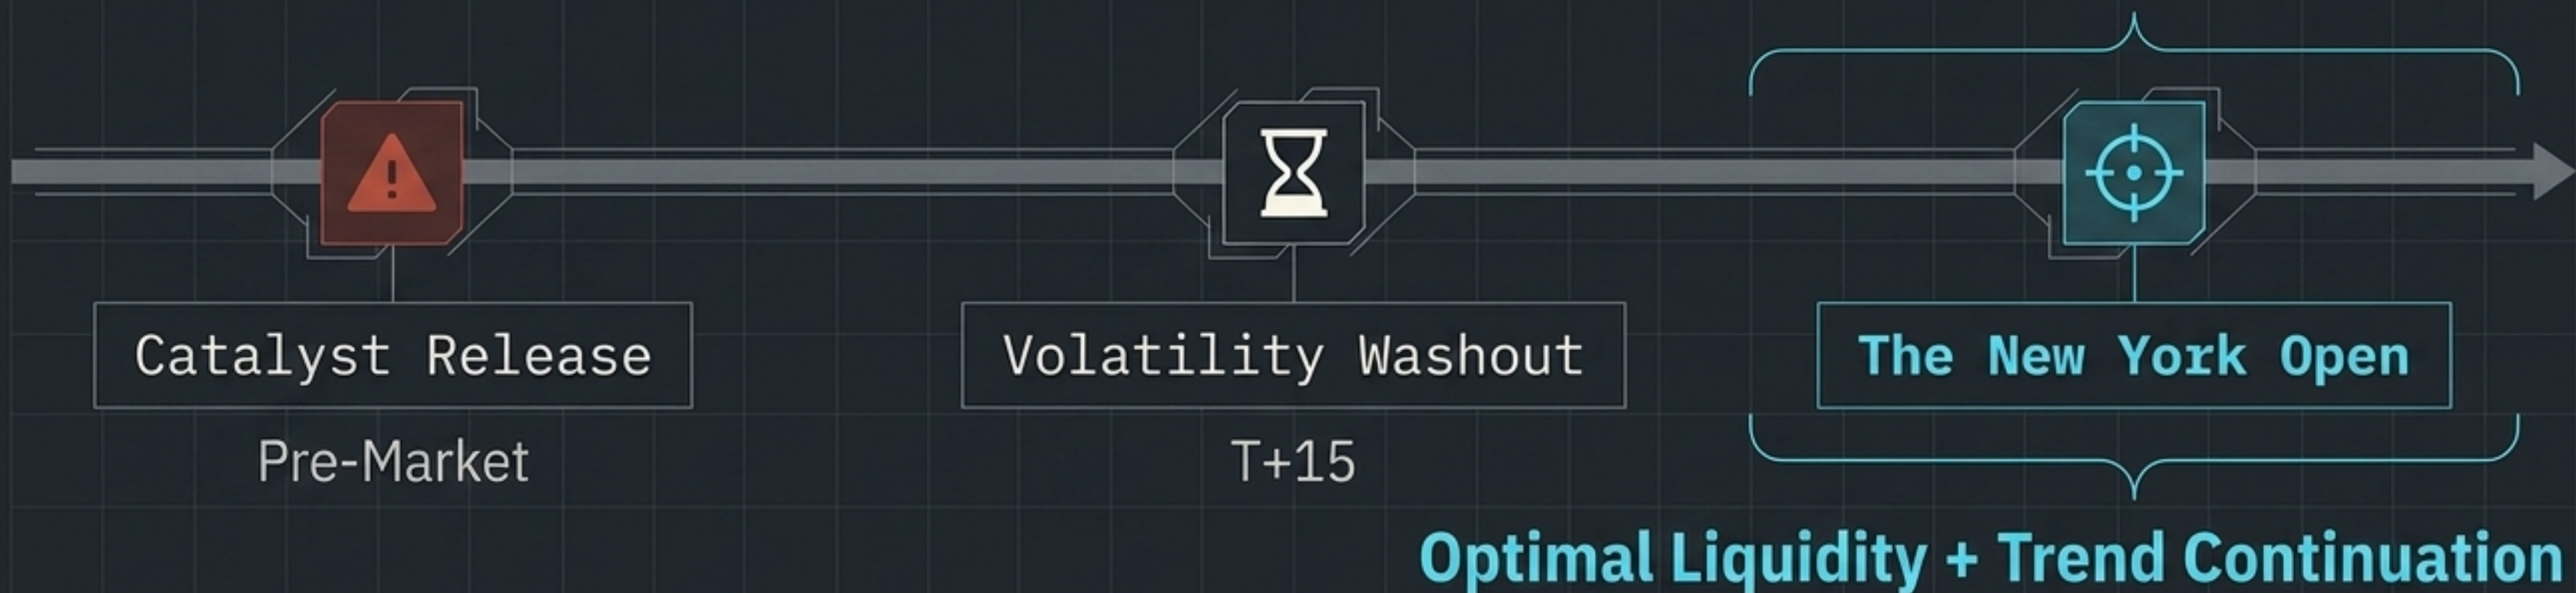 Catalyst Release
Pre-Market
Volatility Washout
T+15
The New York Open
Optimal Liquidity + Trend Continuation